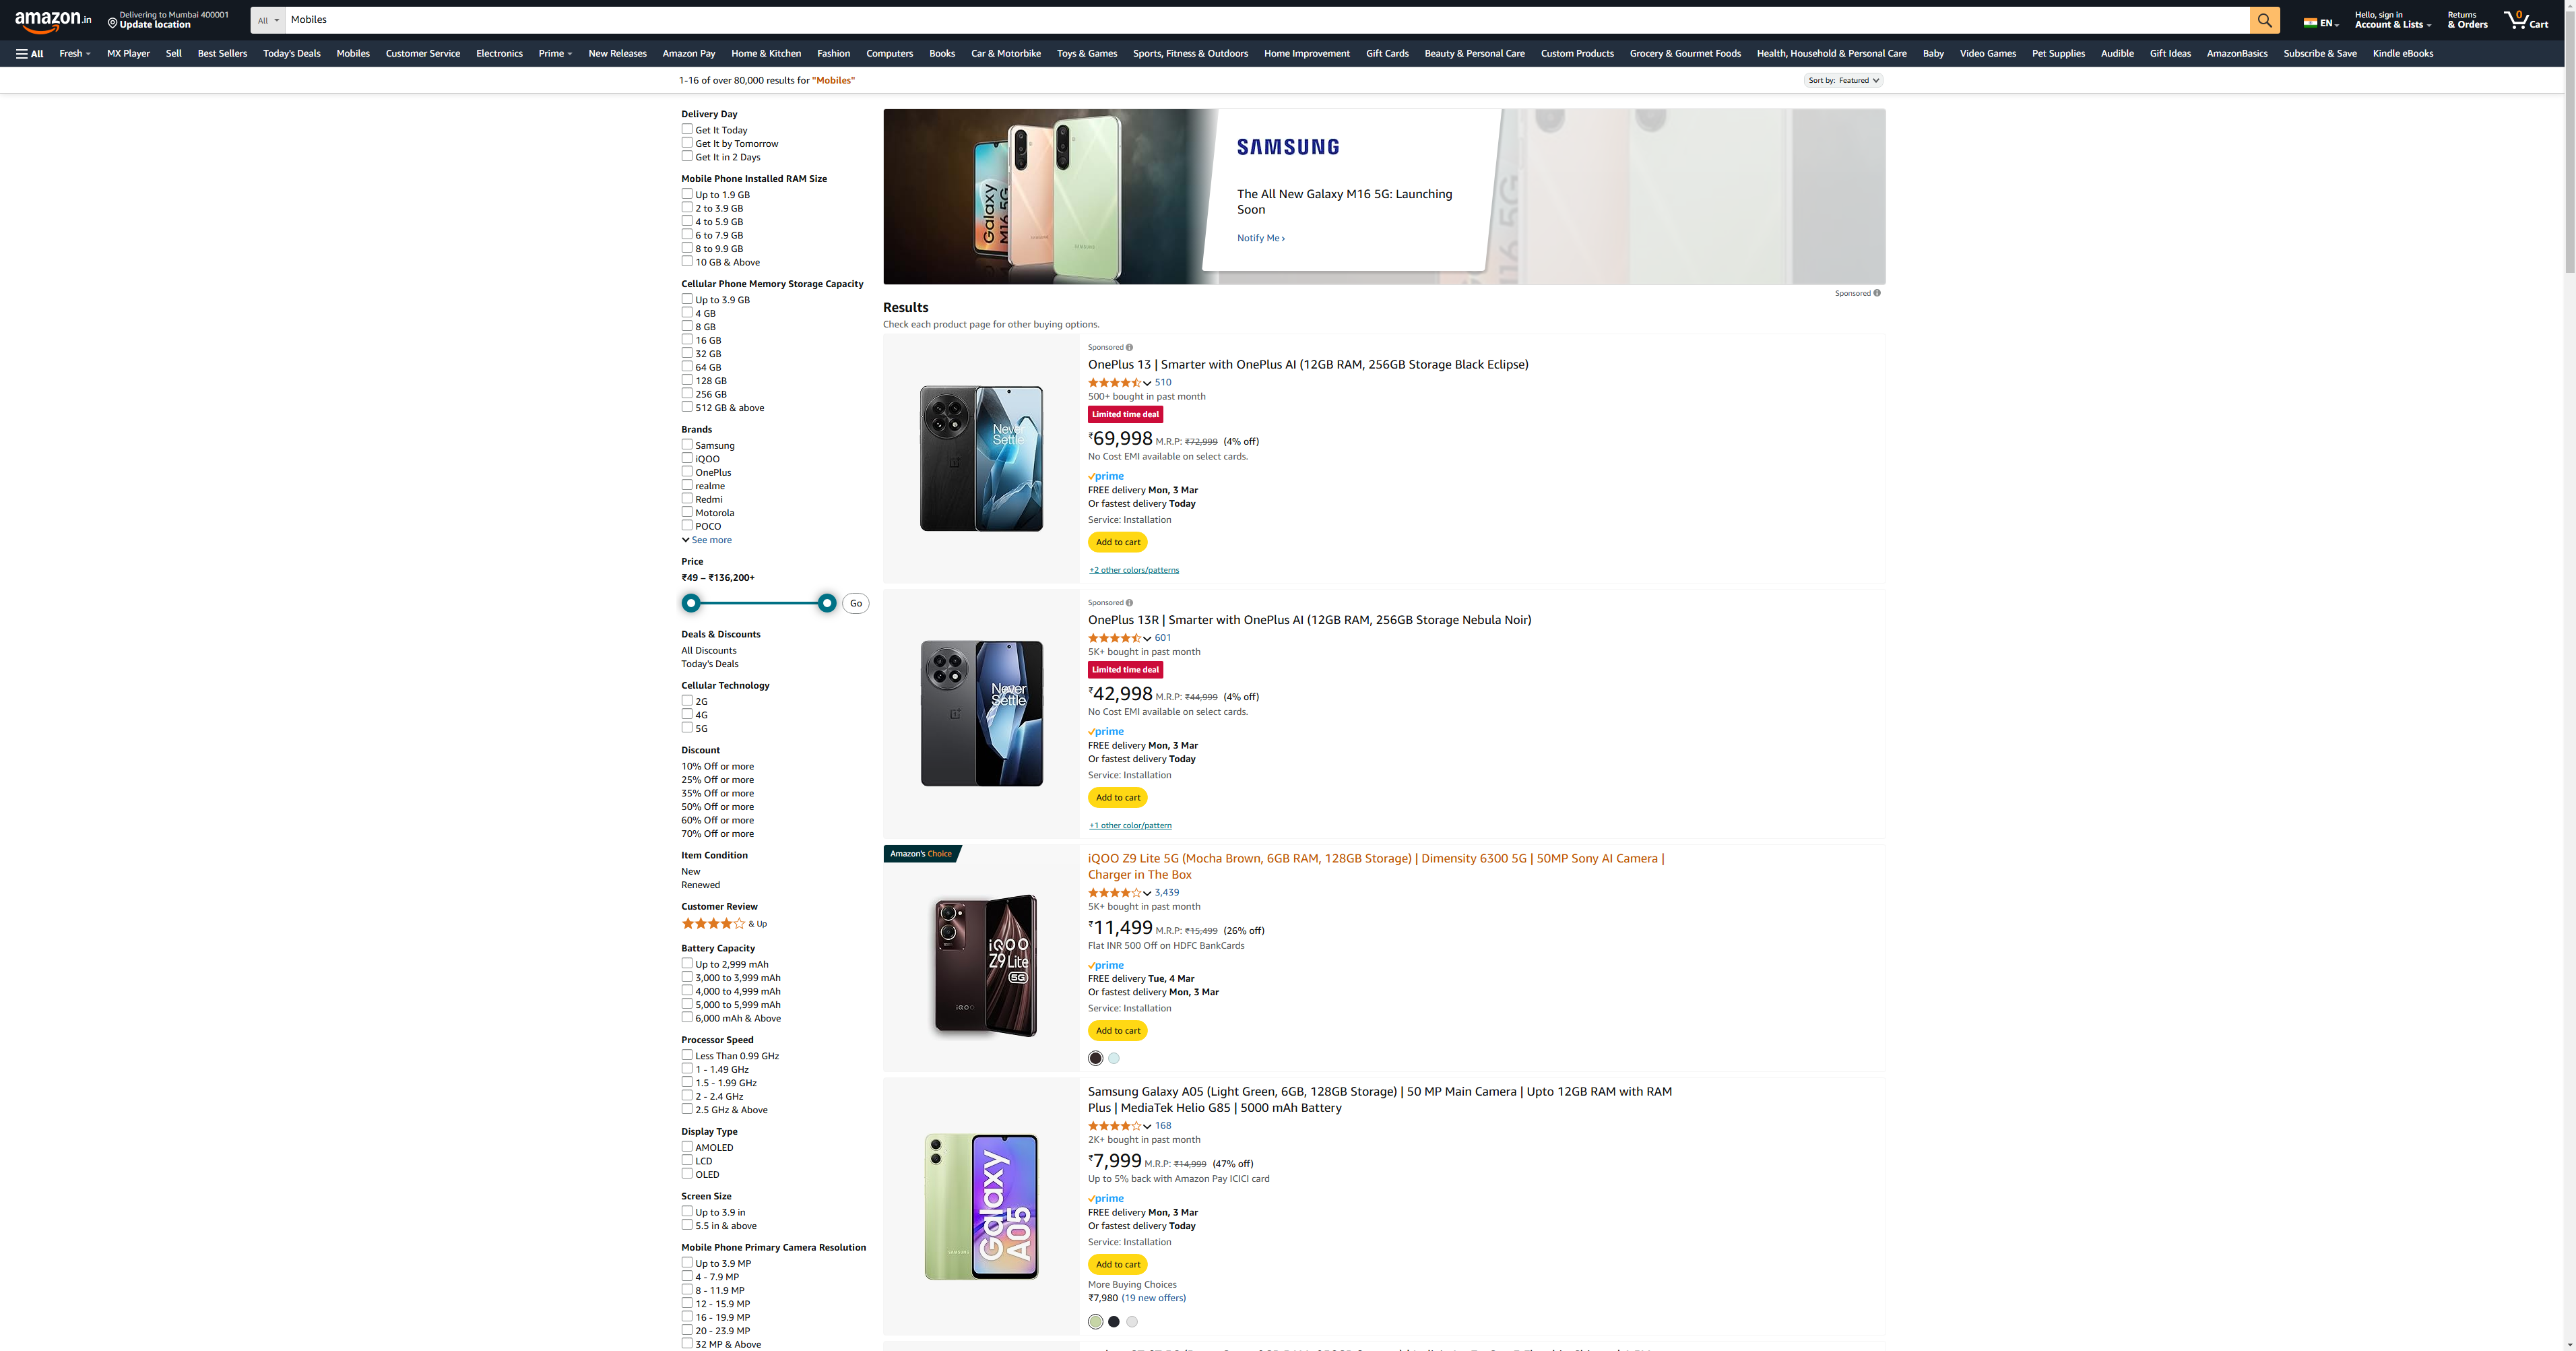 amazon.in
Delivering to Mumbai 400001
Update location
All
Mobiles
EN
Hello, sign in
Account & Lists
Returns
& Orders
0
Cart
All
Fresh
MX Player
Sell
Best Sellers
Today's Deals
Mobiles
Customer Service
Electronics
Prime
New Releases
Amazon Pay
Home & Kitchen
Fashion
Computers
Books
Car & Motorbike
Toys & Games
Sports, Fitness & Outdoors
Home Improvement
Gift Cards
Beauty & Personal Care
Custom Products
Grocery & Gourmet Foods
Health, Household & Personal Care
Baby
Video Games
Pet Supplies
Audible
Gift Ideas
AmazonBasics
Subscribe & Save
Kindle eBooks
1-16 of over 80,000 results for "Mobiles"
Sort by: Featured
Delivery Day
Get It Today
Get It by Tomorrow
Get It in 2 Days
Mobile Phone Installed RAM Size
Up to 1.9 GB
2 to 3.9 GB
4 to 5.9 GB
6 to 7.9 GB
8 to 9.9 GB
10 GB & Above
Cellular Phone Memory Storage Capacity
Up to 3.9 GB
4 GB
8 GB
16 GB
32 GB
64 GB
128 GB
256 GB
512 GB & above
Brands
Samsung
iQOO
OnePlus
realme
Redmi
Motorola
POCO
See more
Price
₹49 – ₹136,200+
Go
Deals & Discounts
All Discounts
Today's Deals
Cellular Technology
2G
4G
5G
Discount
10% Off or more
25% Off or more
35% Off or more
50% Off or more
60% Off or more
70% Off or more
Item Condition
New
Renewed
Customer Review
& Up
Battery Capacity
Up to 2,999 mAh
3,000 to 3,999 mAh
4,000 to 4,999 mAh
5,000 to 5,999 mAh
6,000 mAh & Above
Processor Speed
Less Than 0.99 GHz
1 - 1.49 GHz
1.5 - 1.99 GHz
2 - 2.4 GHz
2.5 GHz & Above
Display Type
AMOLED
LCD
OLED
Screen Size
Up to 3.9 in
5.5 in & above
Mobile Phone Primary Camera Resolution
Up to 3.9 MP
4 - 7.9 MP
8 - 11.9 MP
12 - 15.9 MP
16 - 19.9 MP
20 - 23.9 MP
32 MP & Above
Galaxy
M16 5G
SAMSUNG
The All New Galaxy M16 5G: Launching
Soon
Notify Me ›
Sponsored
Results
Check each product page for other buying options.
Never
Settle
Sponsored
OnePlus 13 | Smarter with OnePlus AI (12GB RAM, 256GB Storage Black Eclipse)
510
500+ bought in past month
Limited time deal
₹69,998 M.R.P: ₹72,999 (4% off)
No Cost EMI available on select cards.
prime
FREE delivery Mon, 3 Mar
Or fastest delivery Today
Service: Installation
Add to cart
+2 other colors/patterns
Never
Settle
Sponsored
OnePlus 13R | Smarter with OnePlus AI (12GB RAM, 256GB Storage Nebula Noir)
601
5K+ bought in past month
Limited time deal
₹42,998 M.R.P: ₹44,999 (4% off)
No Cost EMI available on select cards.
prime
FREE delivery Mon, 3 Mar
Or fastest delivery Today
Service: Installation
Add to cart
+1 other color/pattern
Amazon's Choice
iQOO
Z9 Lite
5G
iQOO
iQOO Z9 Lite 5G (Mocha Brown, 6GB RAM, 128GB Storage) | Dimensity 6300 5G | 50MP Sony AI Camera |
Charger in The Box
3,439
5K+ bought in past month
₹11,499 M.R.P: ₹15,499 (26% off)
Flat INR 500 Off on HDFC BankCards
prime
FREE delivery Tue, 4 Mar
Or fastest delivery Mon, 3 Mar
Service: Installation
Add to cart
Galaxy
A05
SAMSUNG
Samsung Galaxy A05 (Light Green, 6GB, 128GB Storage) | 50 MP Main Camera | Upto 12GB RAM with RAM
Plus | MediaTek Helio G85 | 5000 mAh Battery
168
2K+ bought in past month
₹7,999 M.R.P: ₹14,999 (47% off)
Up to 5% back with Amazon Pay ICICI card
prime
FREE delivery Mon, 3 Mar
Or fastest delivery Today
Service: Installation
Add to cart
More Buying Choices
₹7,980 (19 new offers)